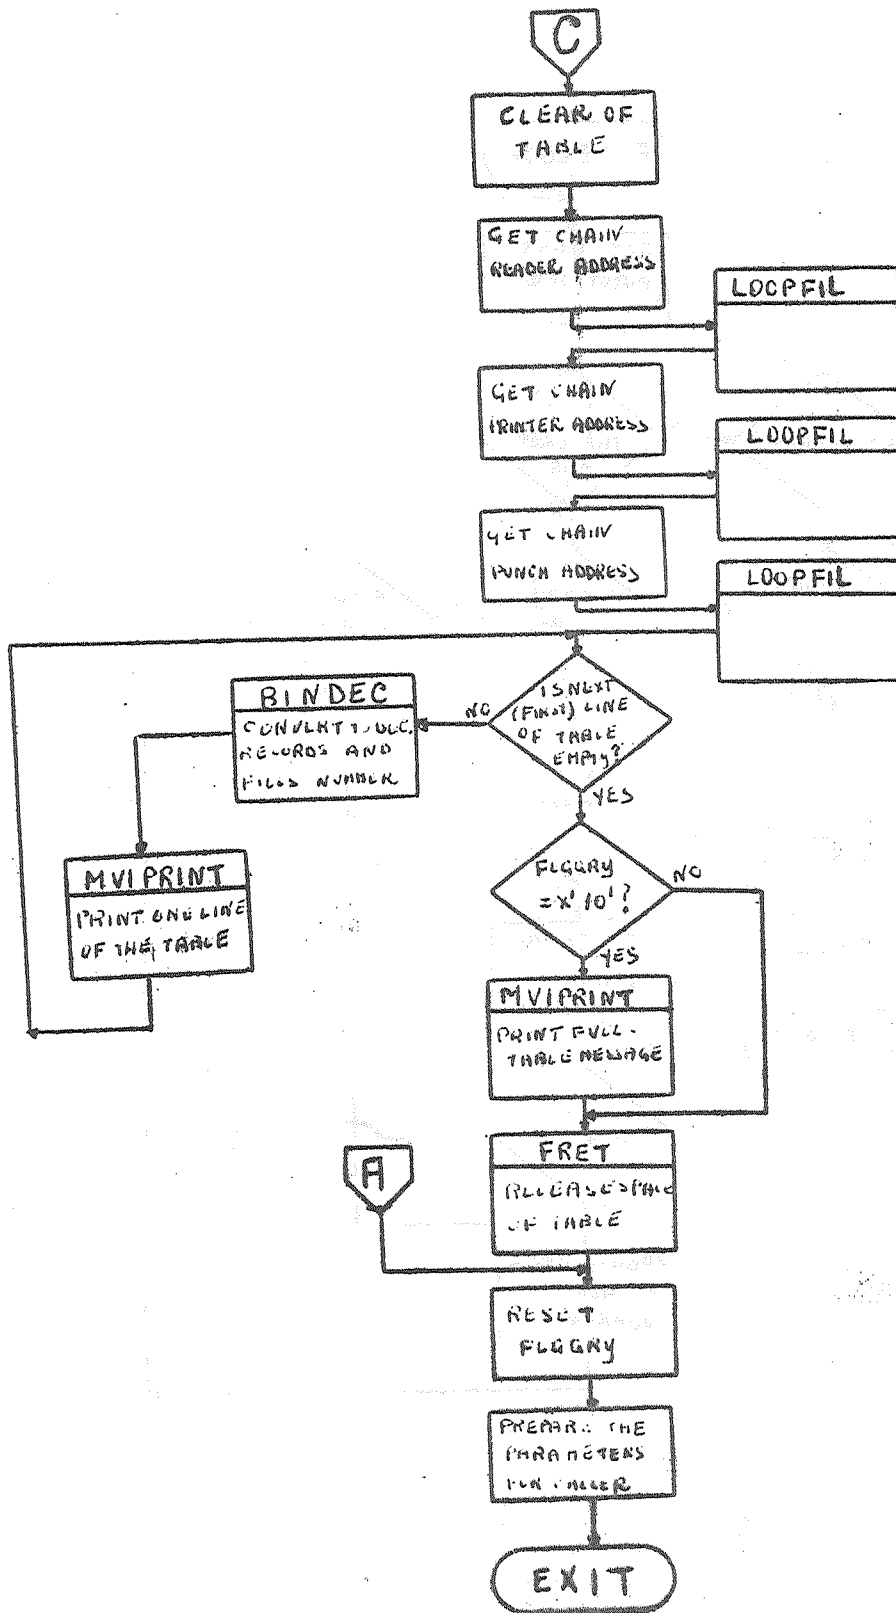 C
CLEAR OF
TABLE
GET CHAIN
READER ADDRESS
LOOPFIL
GET CHAIN
PRINTER ADDRESS
LOOPFIL
GET CHAIN
PUNCH ADDRESS
LOOPFIL
IS NEXT
(FIRST) LINE
OF TABLE
EMPTY?
NO
BINDEC
CONVERT TO DEC.
RECORDS AND
FILES NUMBER
MVIPRINT
PRINT ONE LINE
OF THE TABLE
YES
FLGGRY
= X'10'?
NO
YES
MVIPRINT
PRINT FULL-
TABLE MESSAGE
A
FRET
RELEASE SPACE
OF TABLE
RESET
FLGGRY
PREPARE THE
PARAMETERS
FOR CALLER
EXIT